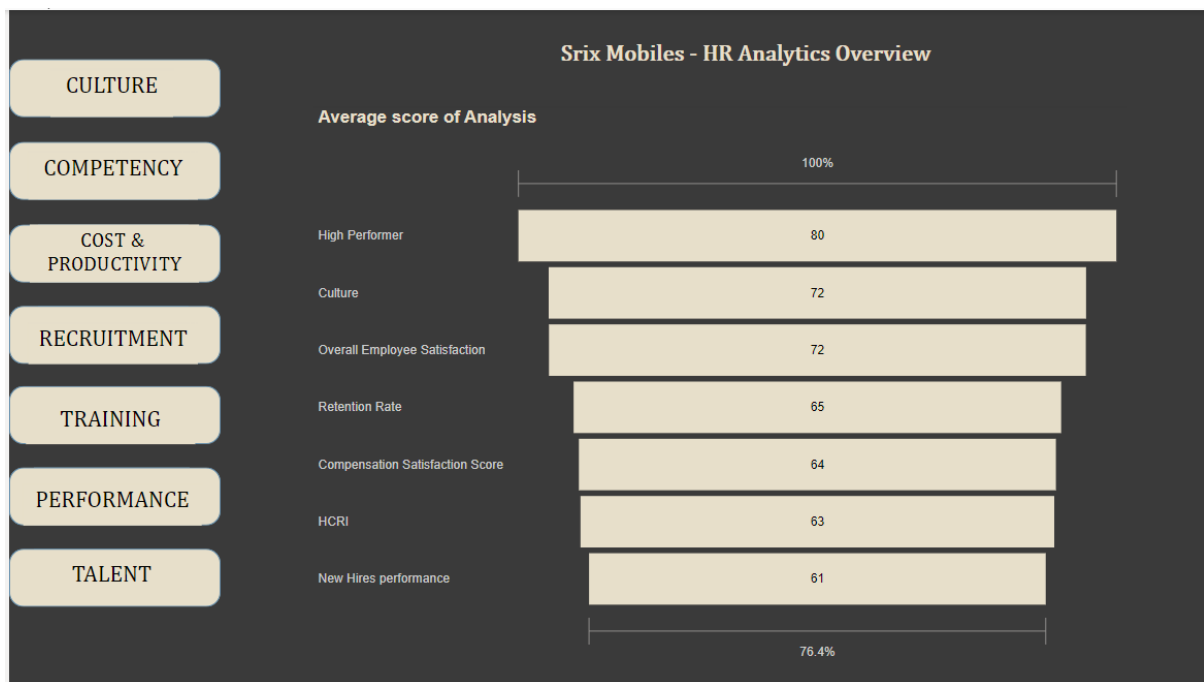 Srix Mobiles - HR Analytics Overview
CULTURE
COMPETENCY
COST &
PRODUCTIVITY
RECRUITMENT
TRAINING
PERFORMANCE
TALENT
Average score of Analysis
100%
High Performer 80
Culture 72
Overall Employee Satisfaction 72
Retention Rate 65
Compensation Satisfaction Score 64
HCRI 63
New Hires performance 61
76.4%